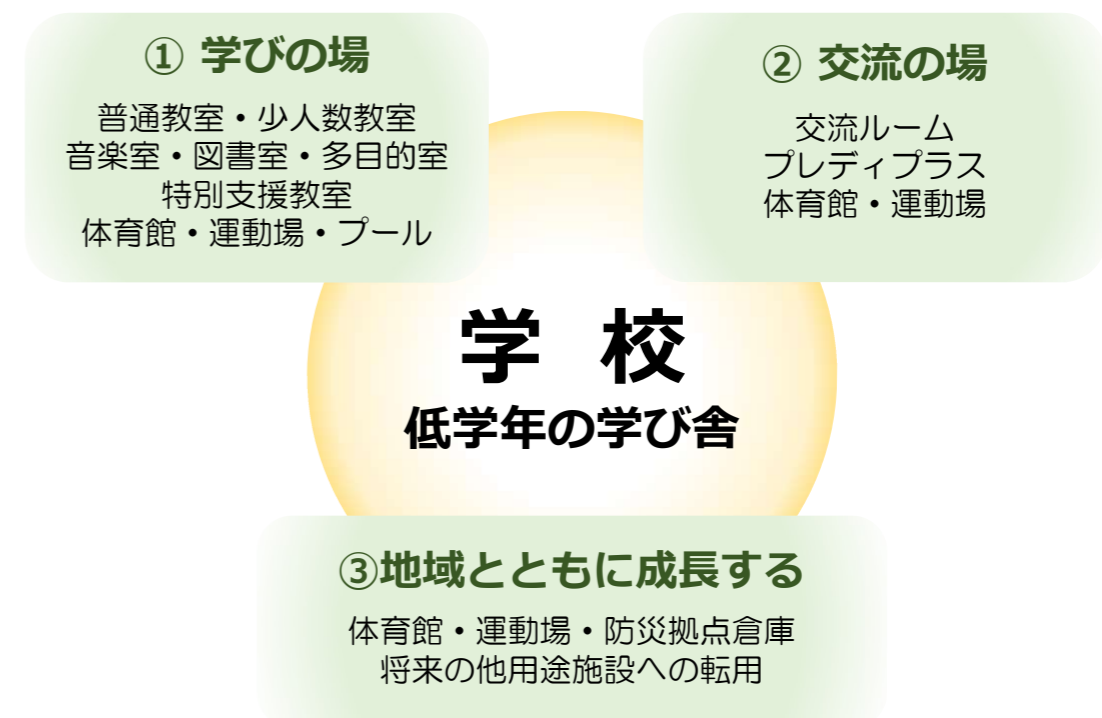 ① 学びの場
普通教室・少人数教室
音楽室・図書室・多目的室
特別支援教室
体育館・運動場・プール
② 交流の場
交流ルーム
プレディプラス
体育館・運動場
学 校
低学年の学び舎
③地域とともに成長する
体育館・運動場・防災拠点倉庫
将来の他用途施設への転用